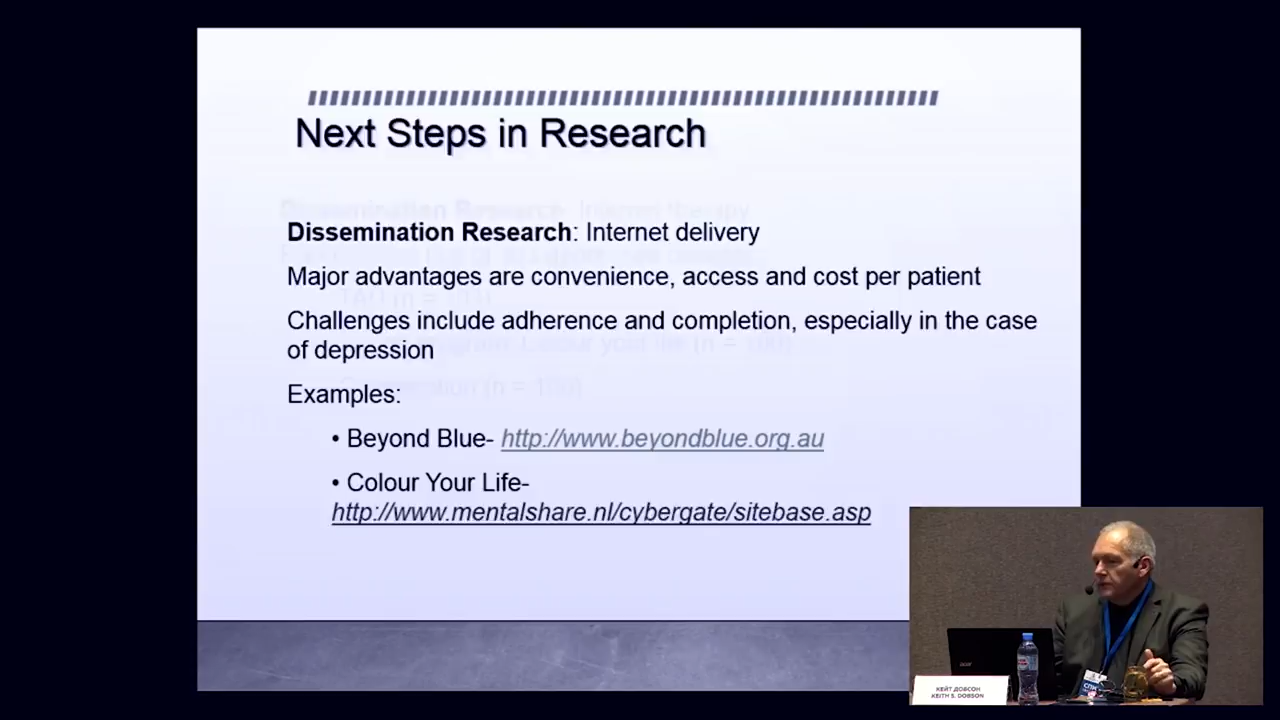 Next Steps in Research
Dissemination Research: Internet delivery
Major advantages are convenience, access and cost per patient
Challenges include adherence and completion, especially in the case
of depression
Examples:
• Beyond Blue- http://www.beyondblue.org.au
• Colour Your Life-
http://www.mentalshare.nl/cybergate/sitebase.asp
acer
СПК
КЕЙТ ДОБСОН
KEITH S. DOBSON